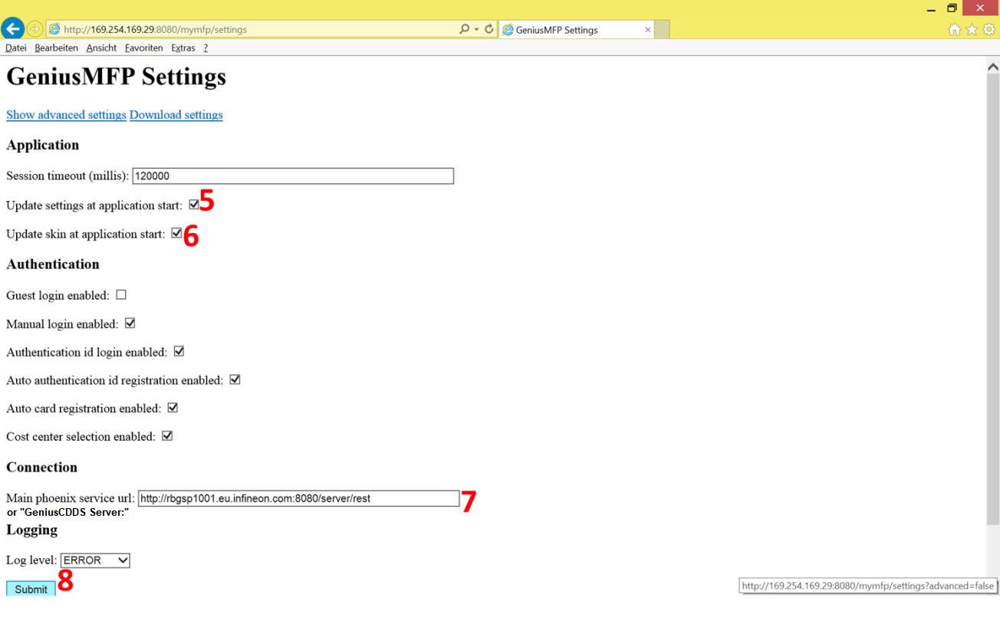 http://169.254.169.29:8080/mymfp/settings
GeniusMFP Settings
Datei Bearbeiten Ansicht Favoriten Extras ?
GeniusMFP Settings
Show advanced settings Download settings
Application
Session timeout (millis): 120000
Update settings at application start: 5
Update skin at application start: 6
Authentication
Guest login enabled:
Manual login enabled:
Authentication id login enabled:
Auto authentication id registration enabled:
Auto card registration enabled:
Cost center selection enabled:
Connection
Main phoenix service url: http://rbgsp1001.eu.infineon.com:8080/server/rest 7
or "GeniusCDDS Server:"
Logging
Log level: ERROR
Submit 8
http://169.254.169.29:8080/mymfp/settings?advanced=false